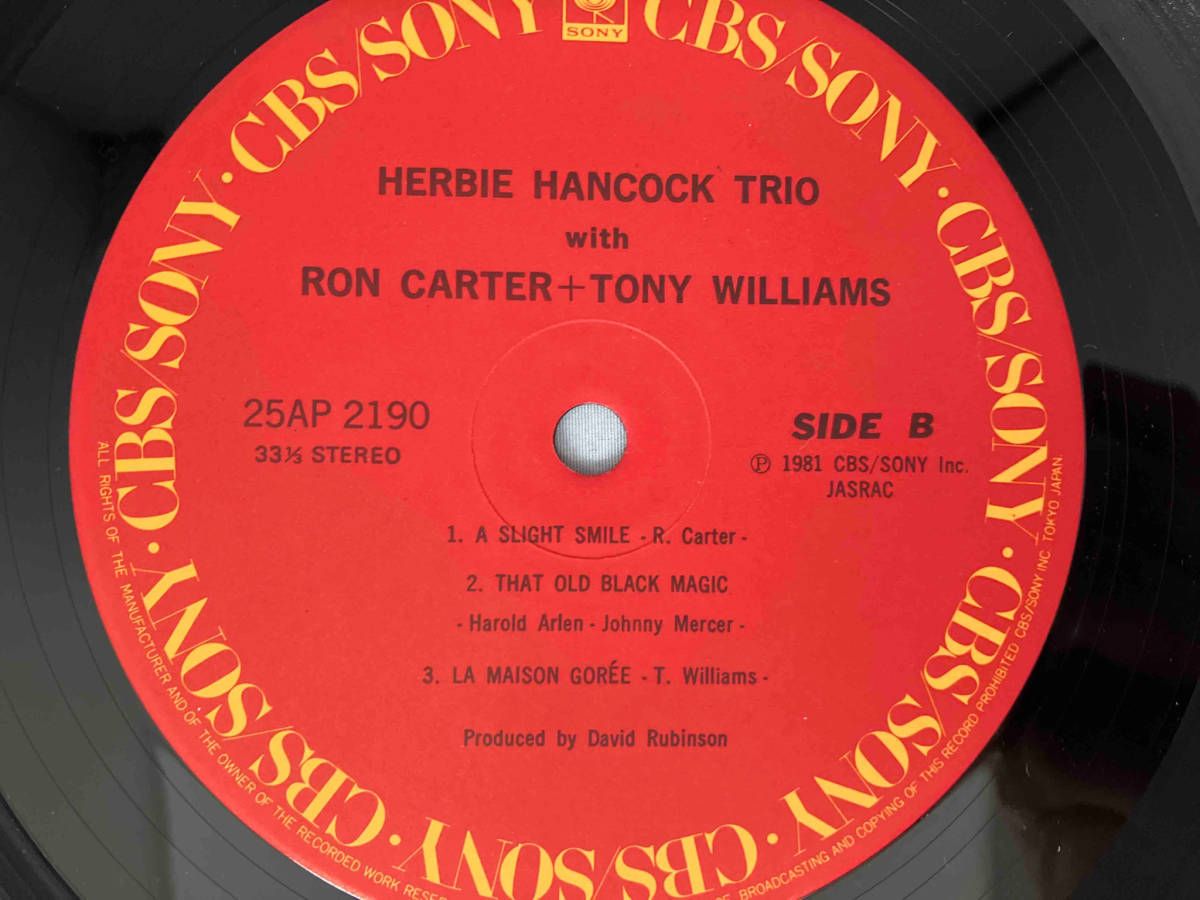 SONY
HERBIE HANCOCK TRIO
with
RON CARTER+TONY WILLIAMS
25AP 2190
33⅓ STEREO
SIDE B
Ⓟ 1981 CBS/SONY Inc.
JASRAC
1. A SLIGHT SMILE - R. Carter -
2. THAT OLD BLACK MAGIC
- Harold Arlen - Johnny Mercer -
3. LA MAISON GORÉE - T. Williams -
Produced by David Rubinson
CBS/SONY · CBS/SONY · CBS/SONY · CBS/SONY · CBS/SONY · CBS/SONY · CBS/SONY · CBS/SONY · CBS/SONY
ALL RIGHTS OF THE MANUFACTURER AND OF THE OWNER OF THE RECORDED WORK
BROADCASTING AND COPYING OF THIS RECORD PROHIBITED CBS/SONY INC. TOKYO JAPAN.